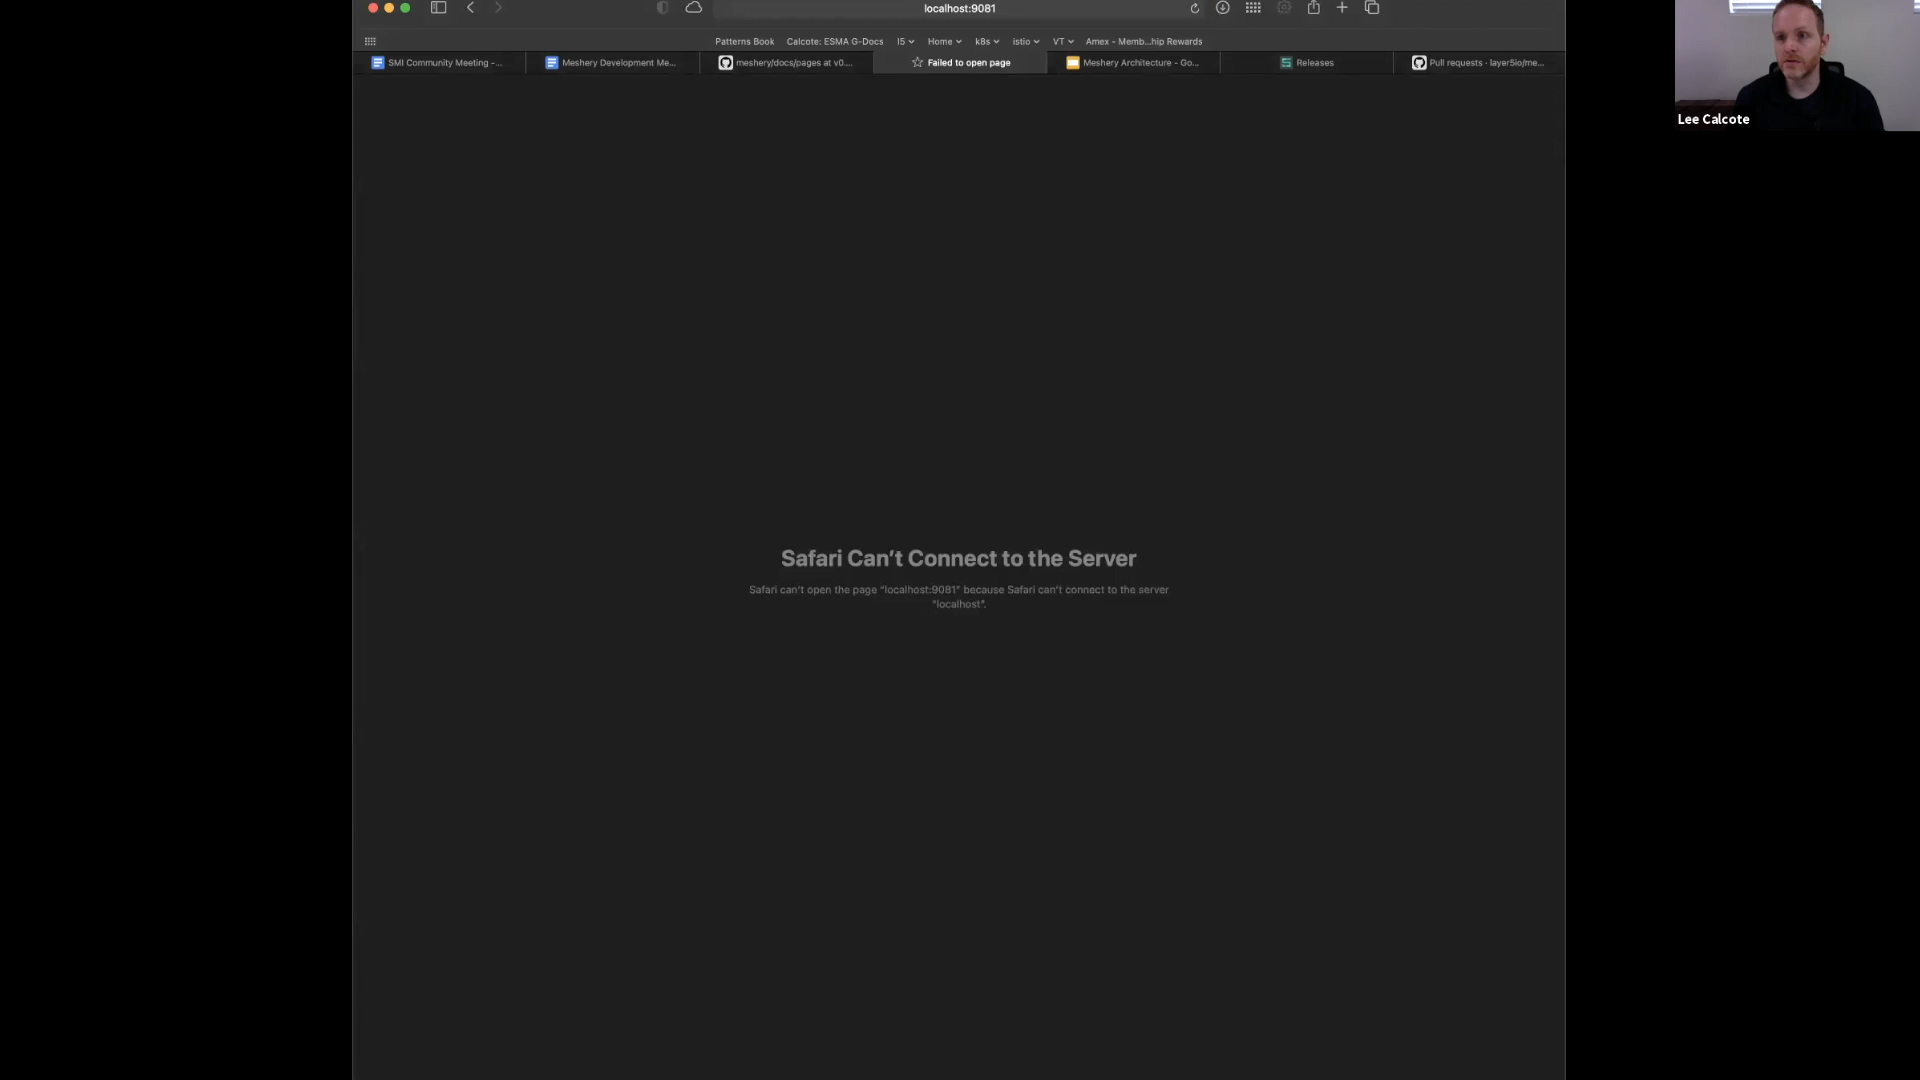 localhost:9081
Patterns Book Calcote: ESMA G-Docs l5 Home k8s istio VT Amex - Memb...hip Rewards
SMI Community Meeting -... Meshery Development Me... meshery/docs/pages at v0.... Failed to open page Meshery Architecture - Go... Releases Pull requests · layer5io/me...
Lee Calcote
Safari Can't Connect to the Server
Safari can't open the page "localhost:9081" because Safari can't connect to the server
"localhost".